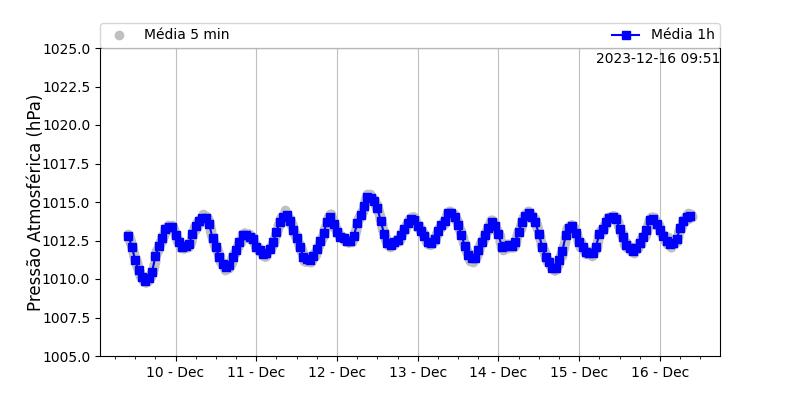 Média 5 min
Média 1h
2023-12-16 09:51
Pressão Atmosférica (hPa)
1025.0
1022.5
1020.0
1017.5
1015.0
1012.5
1010.0
1007.5
1005.0
10 - Dec
11 - Dec
12 - Dec
13 - Dec
14 - Dec
15 - Dec
16 - Dec